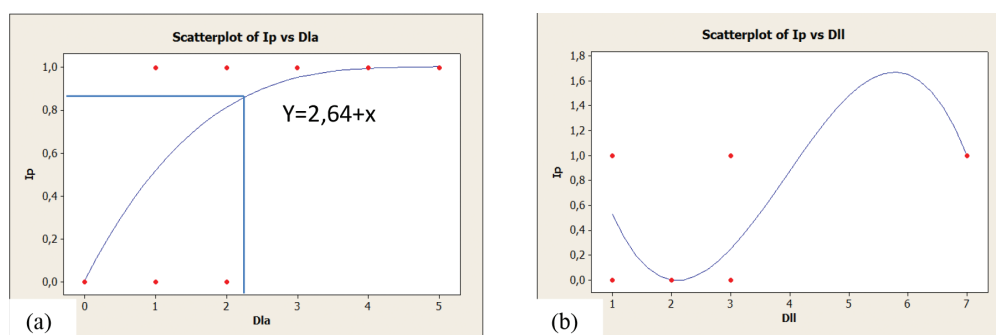 Scatterplot of Ip vs Dla
1,0
0,8
0,6
0,4
0,2
0,0
Ip
Y=2,64+x
0 1 2 3 4 5
Dla
(a)
Scatterplot of Ip vs Dll
1,8
1,6
1,4
1,2
1,0
0,8
0,6
0,4
0,2
0,0
Ip
1 2 3 4 5 6 7
Dll
(b)